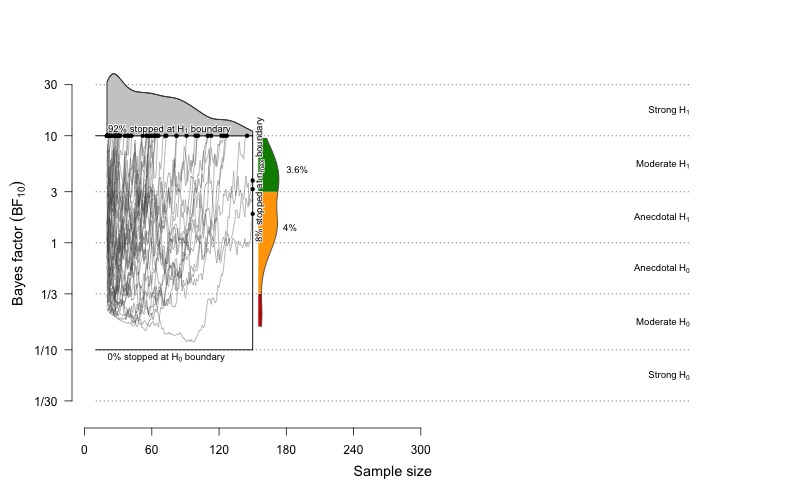 30
10
3
1
1/3
1/10
1/30
Bayes factor (BF₁₀)
92% stopped at H₁ boundary
8% stopped at nₘₐₓ boundary
3.6%
4%
0% stopped at H₀ boundary
Strong H₁
Moderate H₁
Anecdotal H₁
Anecdotal H₀
Moderate H₀
Strong H₀
0 60 120 180 240 300
Sample size